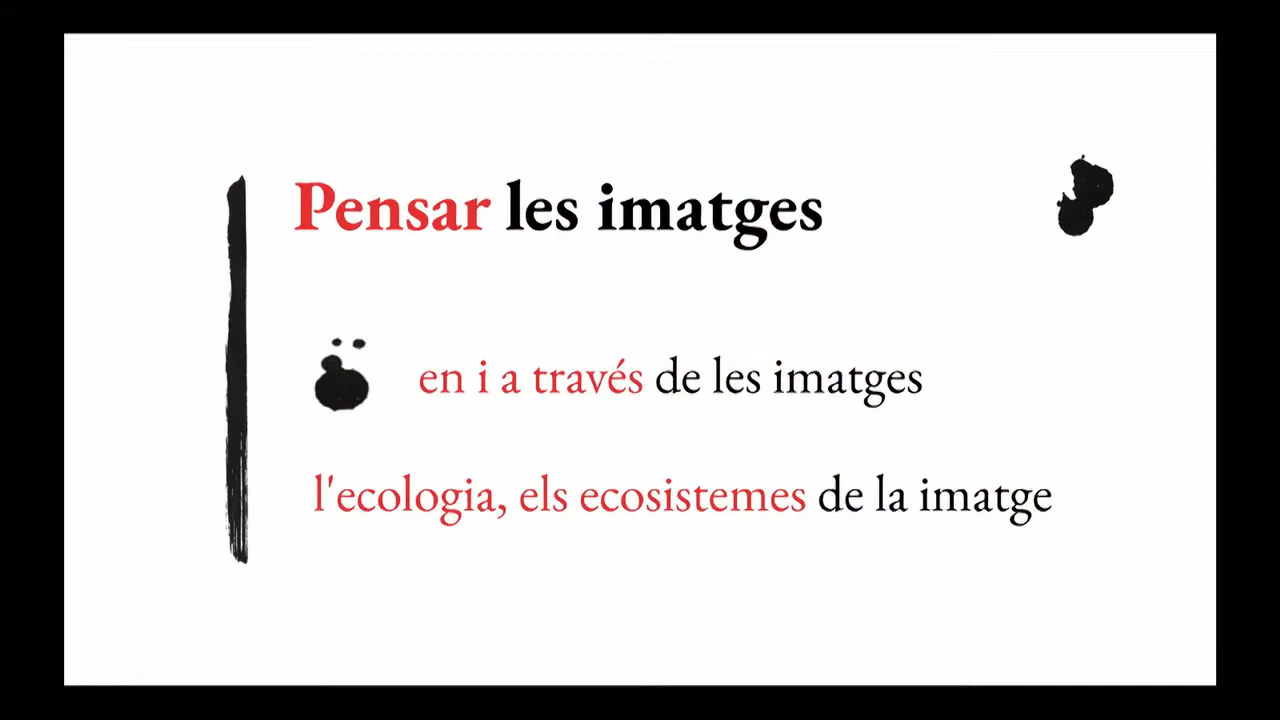 Pensar les imatges
en i a través de les imatges
l'ecologia, els ecosistemes de la imatge